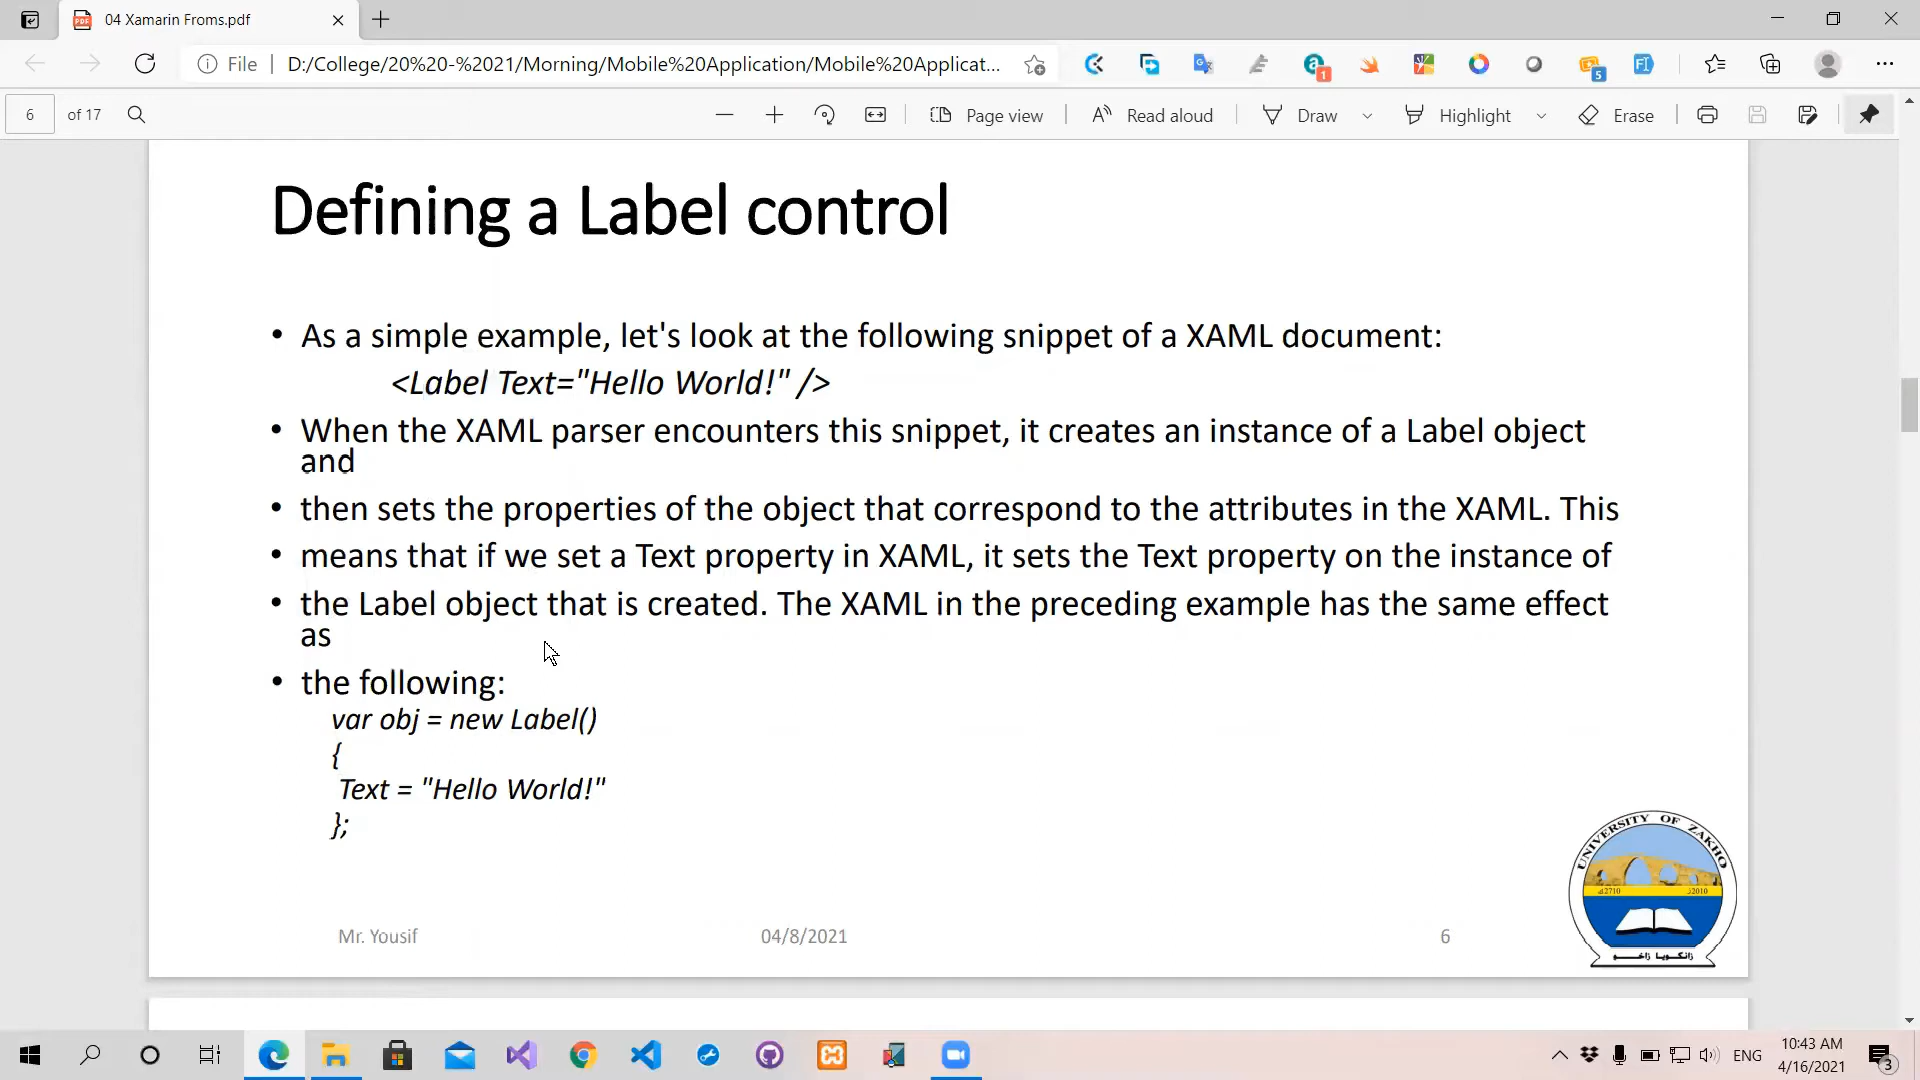 04 Xamarin Froms.pdf
File
D:/College/20%20-%2021/Morning/Mobile%20Application/Mobile%20Applicat...
1
5
6
of 17
Page view
Read aloud
Draw
Highlight
Erase
Defining a Label control
• As a simple example, let's look at the following snippet of a XAML document:
<Label Text="Hello World!" />
• When the XAML parser encounters this snippet, it creates an instance of a Label object
and
• then sets the properties of the object that correspond to the attributes in the XAML. This
• means that if we set a Text property in XAML, it sets the Text property on the instance of
• the Label object that is created. The XAML in the preceding example has the same effect
as
• the following:
var obj = new Label()
{
Text = "Hello World!"
};
UNIVERSITY OF ZAKHO
2710
2010
زانكويا زاخـــو
Mr. Yousif
04/8/2021
6
ENG
10:43 AM
4/16/2021
3